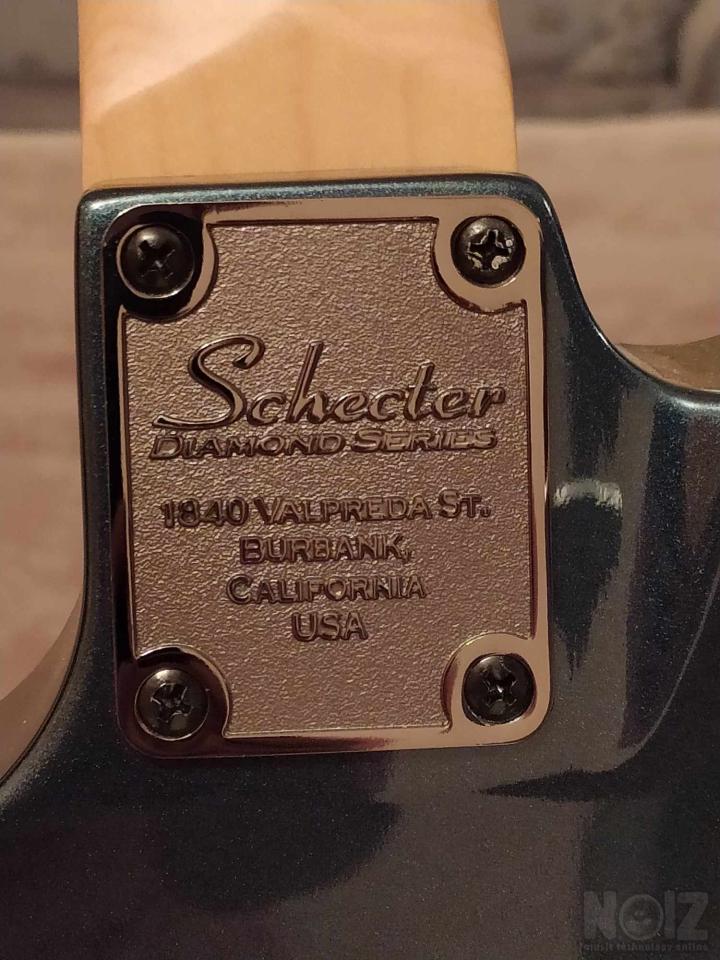 Schecter
DIAMOND SERIES
1840 VALPREDA ST.
BURBANK,
CALIFORNIA
USA
NOIZ
music technology online